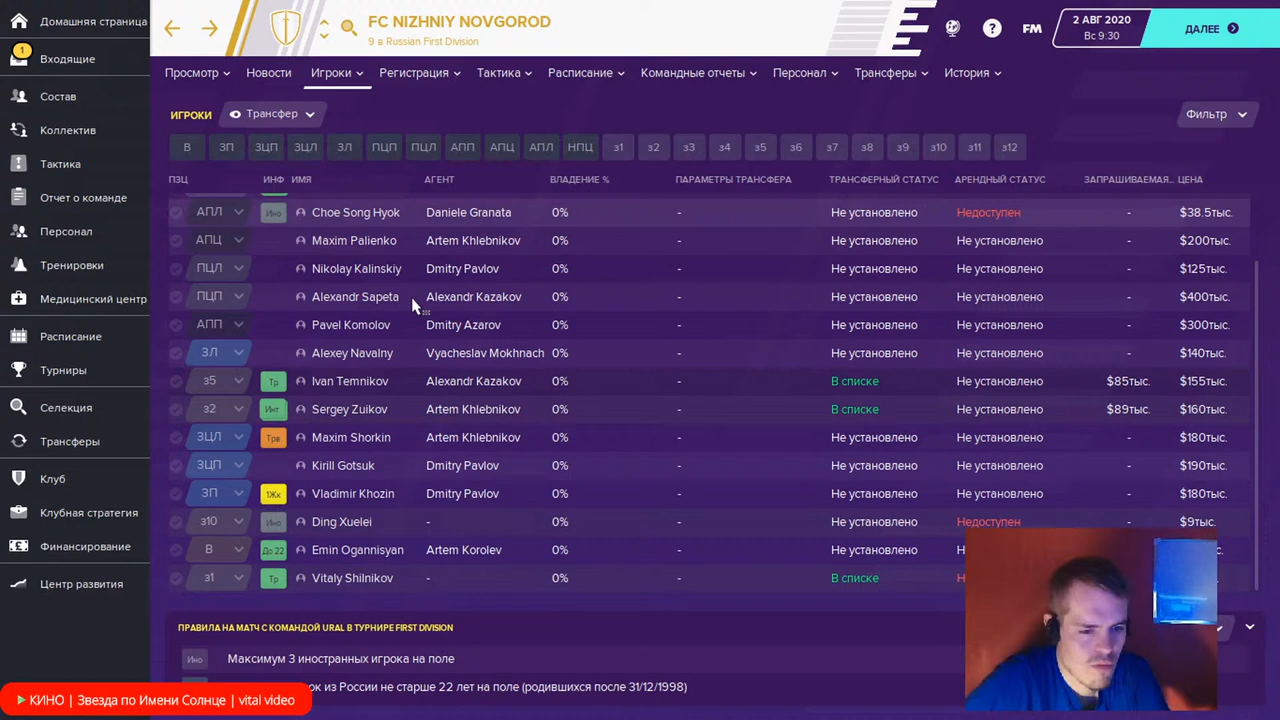 Домашняя страница
1
Входящие
Состав
Коллектив
Тактика
Отчет о команде
Персонал
Тренировки
Медицинский центр
Расписание
Турниры
Селекция
Трансферы
Клуб
Клубная стратегия
Финансирование
Центр развития
FC NIZHNIY NOVGOROD
9 в Russian First Division
?
FM
2 АВГ 2020
Вс 9:30
ДАЛЕЕ
Просмотр Новости Игроки Регистрация Тактика Расписание Командные отчеты Персонал Трансферы История
ИГРОКИ Трансфер Фильтр
В ЗП ЗЦП ЗЦЛ ЗЛ ПЦП ПЦЛ АПП АПЦ АПЛ НПЦ з1 з2 з3 з4 з5 з6 з7 з8 з9 з10 з11 з12
ПЗЦ ИНФ ИМЯ АГЕНТ ВЛАДЕНИЕ % ПАРАМЕТРЫ ТРАНСФЕРА ТРАНСФЕРНЫЙ СТАТУС АРЕНДНЫЙ СТАТУС ЗАПРАШИВАЕМАЯ... ЦЕНА
АПЛ Ино Choe Song Hyok Daniele Granata 0% - Не установлено Недоступен - $38.5тыс.
АПЦ Maxim Palienko Artem Khlebnikov 0% - Не установлено Не установлено - $200тыс.
ПЦЛ Nikolay Kalinskiy Dmitry Pavlov 0% - Не установлено Не установлено - $125тыс.
ПЦП Alexandr Sapeta Alexandr Kazakov 0% - Не установлено Не установлено - $400тыс.
АПП Pavel Komolov Dmitry Azarov 0% - Не установлено Не установлено - $300тыс.
ЗЛ Alexey Navalny Vyacheslav Mokhnach 0% - Не установлено Не установлено - $140тыс.
з5 Тр Ivan Temnikov Alexandr Kazakov 0% - В списке Не установлено $85тыс. $155тыс.
з2 Инт Sergey Zuikov Artem Khlebnikov 0% - В списке Не установлено $89тыс. $160тыс.
ЗЦЛ Трв Maxim Shorkin Artem Khlebnikov 0% - Не установлено Не установлено - $180тыс.
ЗЦП Kirill Gotsuk Dmitry Pavlov 0% - Не установлено Не установлено - $190тыс.
ЗП 1Жк Vladimir Khozin Dmitry Pavlov 0% - Не установлено Не установлено - $180тыс.
з10 Ино Ding Xuelei - 0% - Не установлено Недоступен - $9тыс.
В До 22 Emin Ogannisyan Artem Korolev 0% - Не установлено
з1 Тр Vitaly Shilnikov - 0% - В списке
ПРАВИЛА НА МАТЧ С КОМАНДОЙ URAL В ТУРНИРЕ FIRST DIVISION
Ино Максимум 3 иностранных игрока на поле
ок из России не старше 22 лет на поле (родившихся после 31/12/1998)
КИНО | Звезда по Имени Солнце | vital video